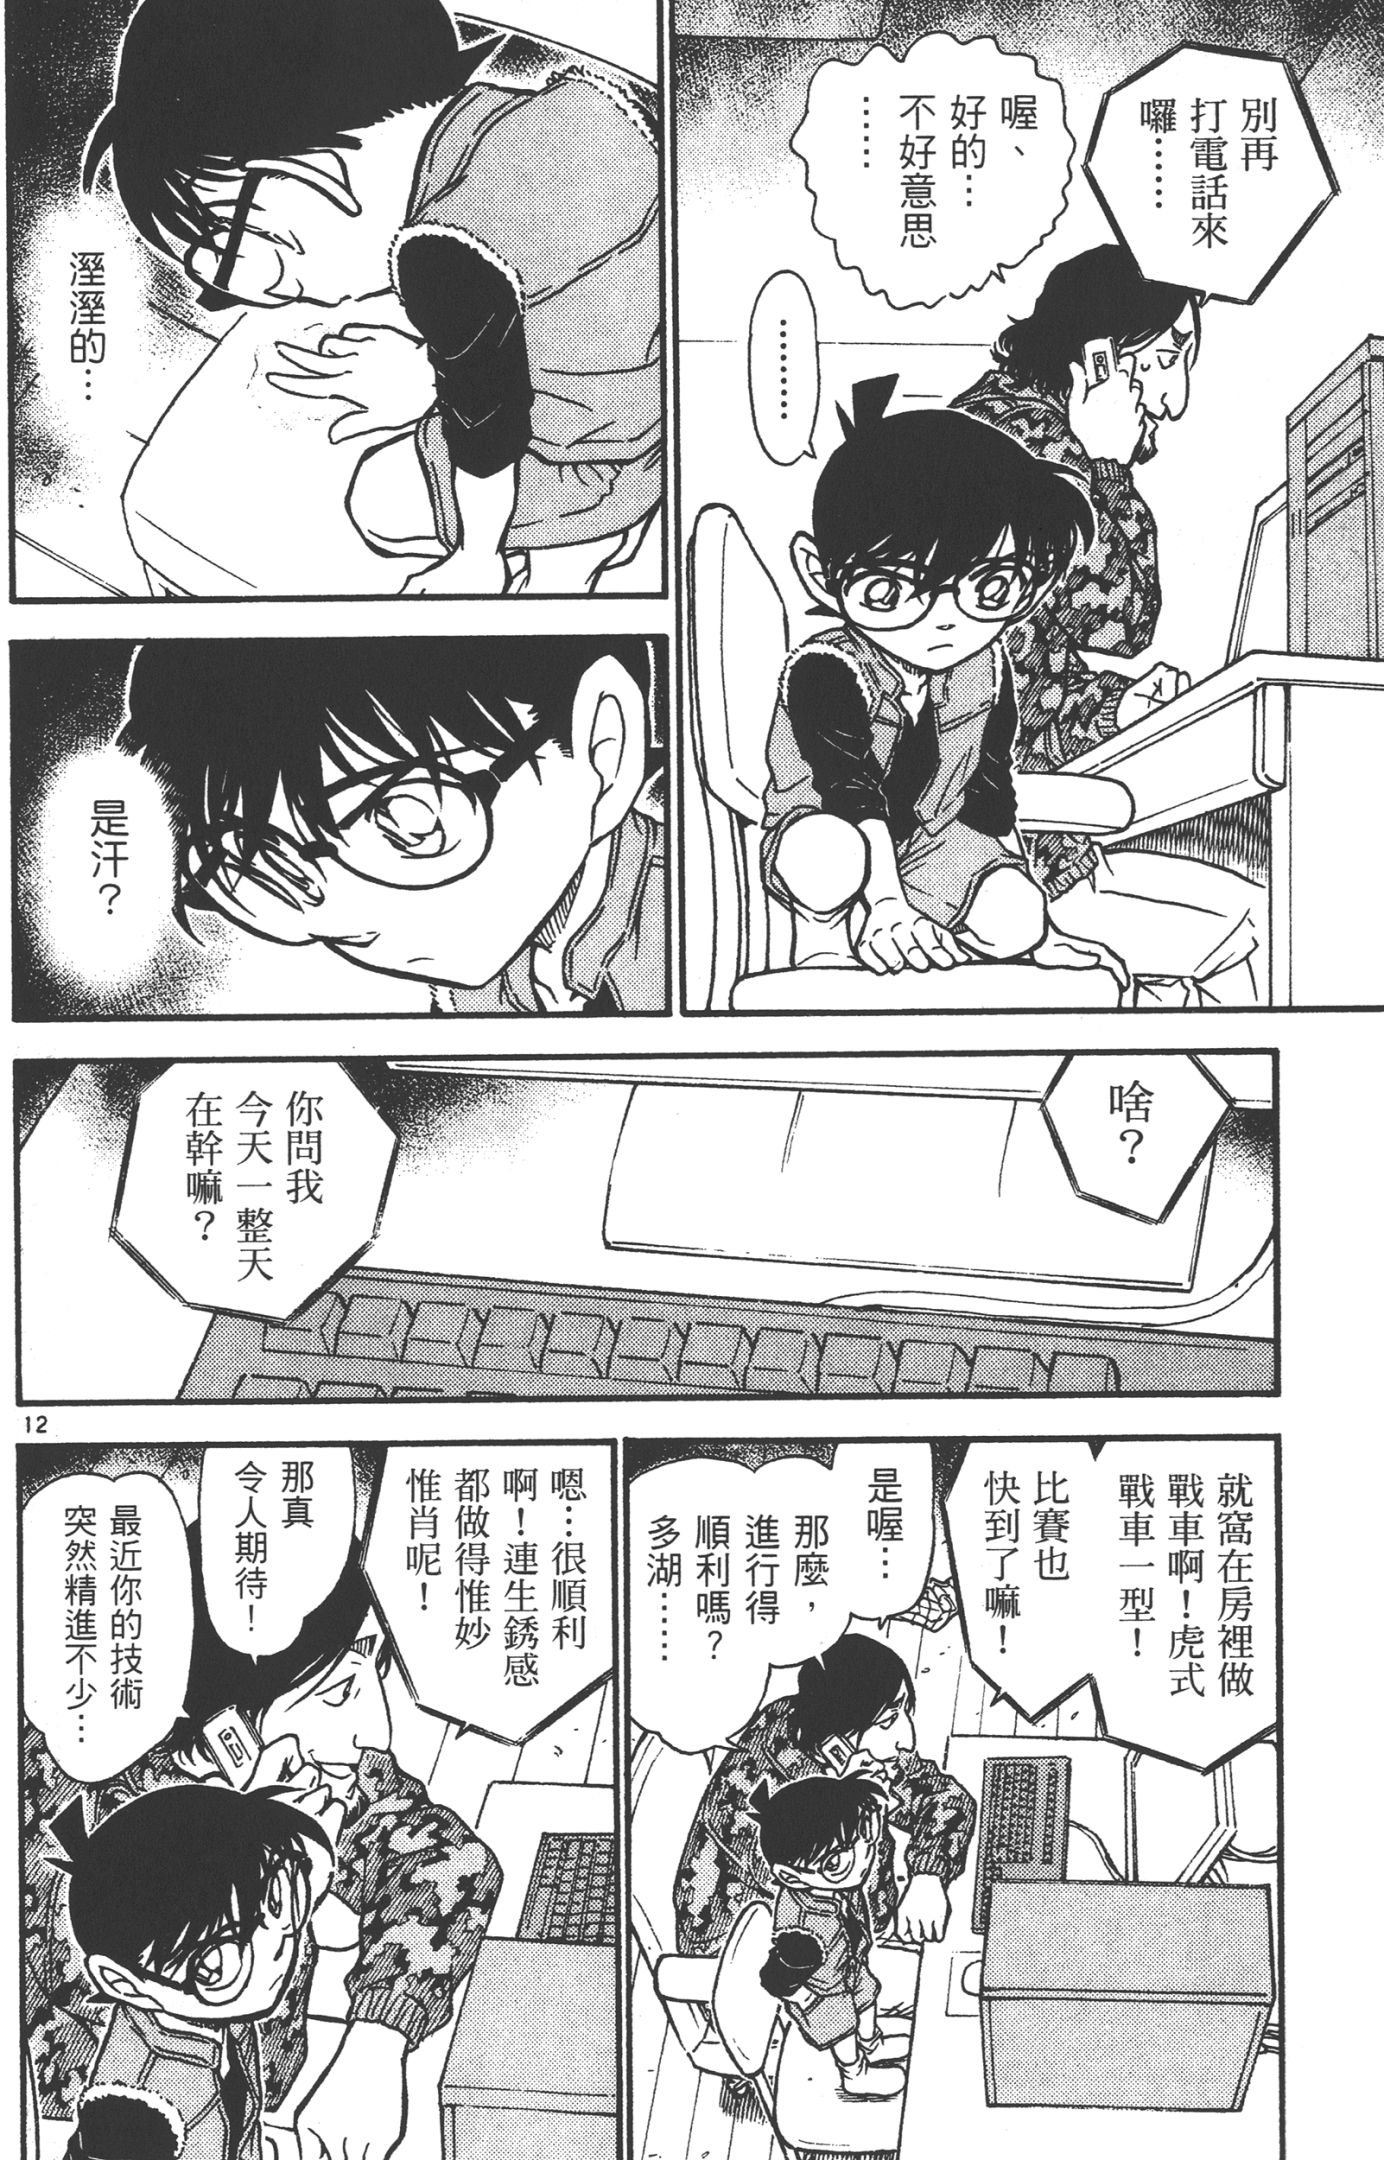 別再
打電話來
囉……
喔、
好的…
不好意思
……
………
溼溼的…
是汗？
啥？
你問我
今天一整天
在幹嘛？
就窩在房裡做
戰車啊！虎式
戰車一型！
比賽也
快到了嘛！
是喔…
那麼，
進行得
順利嗎？
多湖……
嗯…很順利
啊！連生銹感
都做得惟妙
惟肖呢！
那真
令人期待！
最近你的技術
突然精進不少…
12